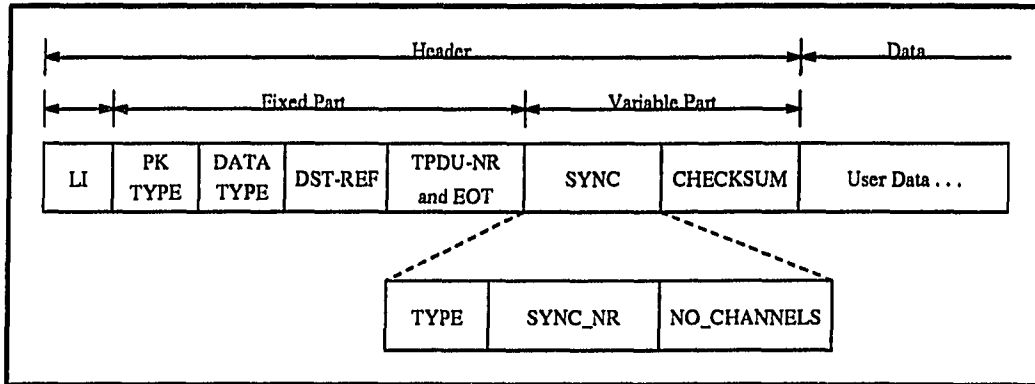 Header Data
Fixed Part Variable Part
LI PK TYPE DATA TYPE DST-REF TPDU-NR and EOT SYNC CHECKSUM User Data . . .
TYPE SYNC_NR NO_CHANNELS